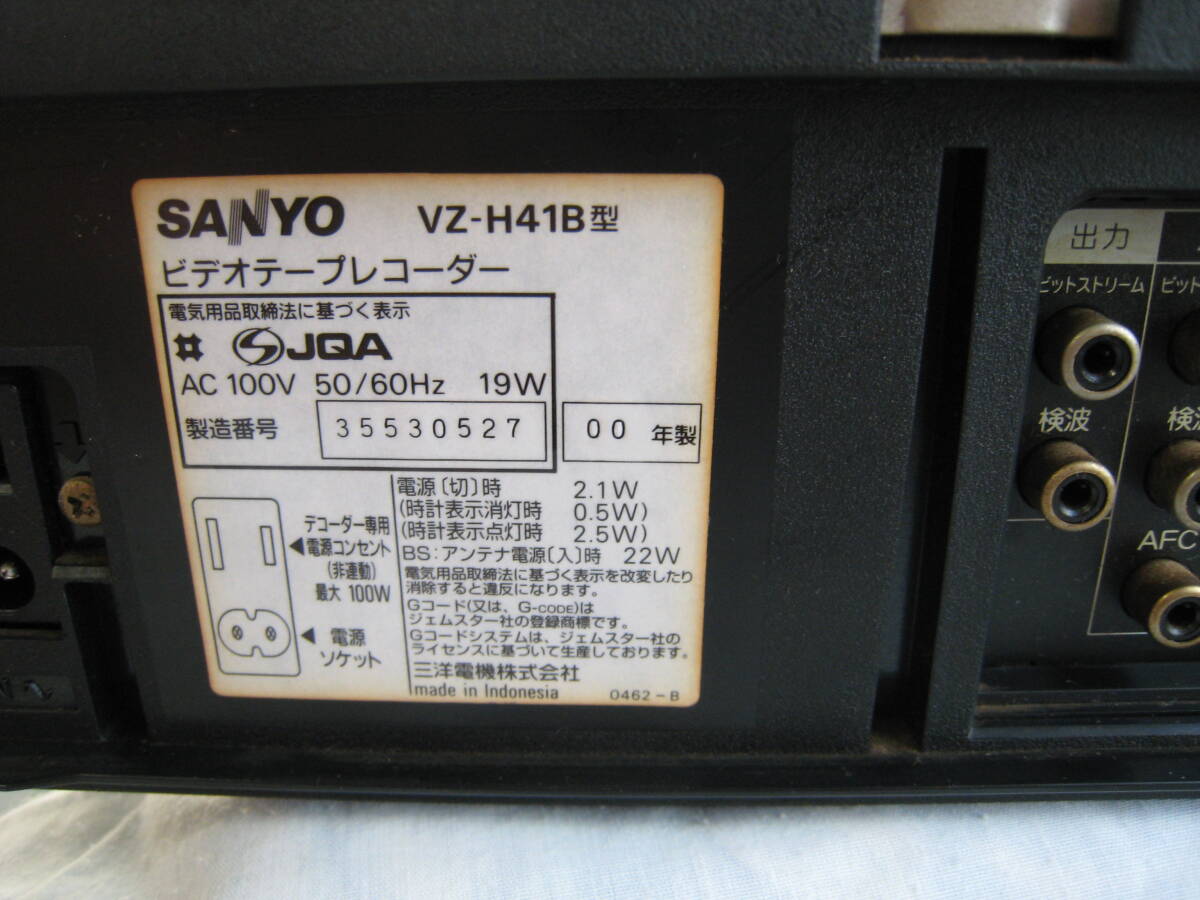 SANYO VZ-H41B型
ビデオテープレコーダー
電気用品取締法に基づく表示
JQA
AC 100V 50/60Hz 19W
製造番号 35530527
00 年製
デコーダー専用
電源コンセント
(非連動)
最大 100W
電源
ソケット
電源〔切〕時 2.1W
(時計表示消灯時 0.5W)
(時計表示点灯時 2.5W)
BS:アンテナ電源〔入〕時 22W
電気用品取締法に基づく表示を改変したり
消除すると違反になります。
Gコード(又は、G-CODE)は
ジェムスター社の登録商標です。
Gコードシステムは、ジェムスター社の
ライセンスに基づいて生産しております。
三洋電機株式会社
made in Indonesia 0462-B
出力
ビットストリーム
ビット
検波
検波
AFC